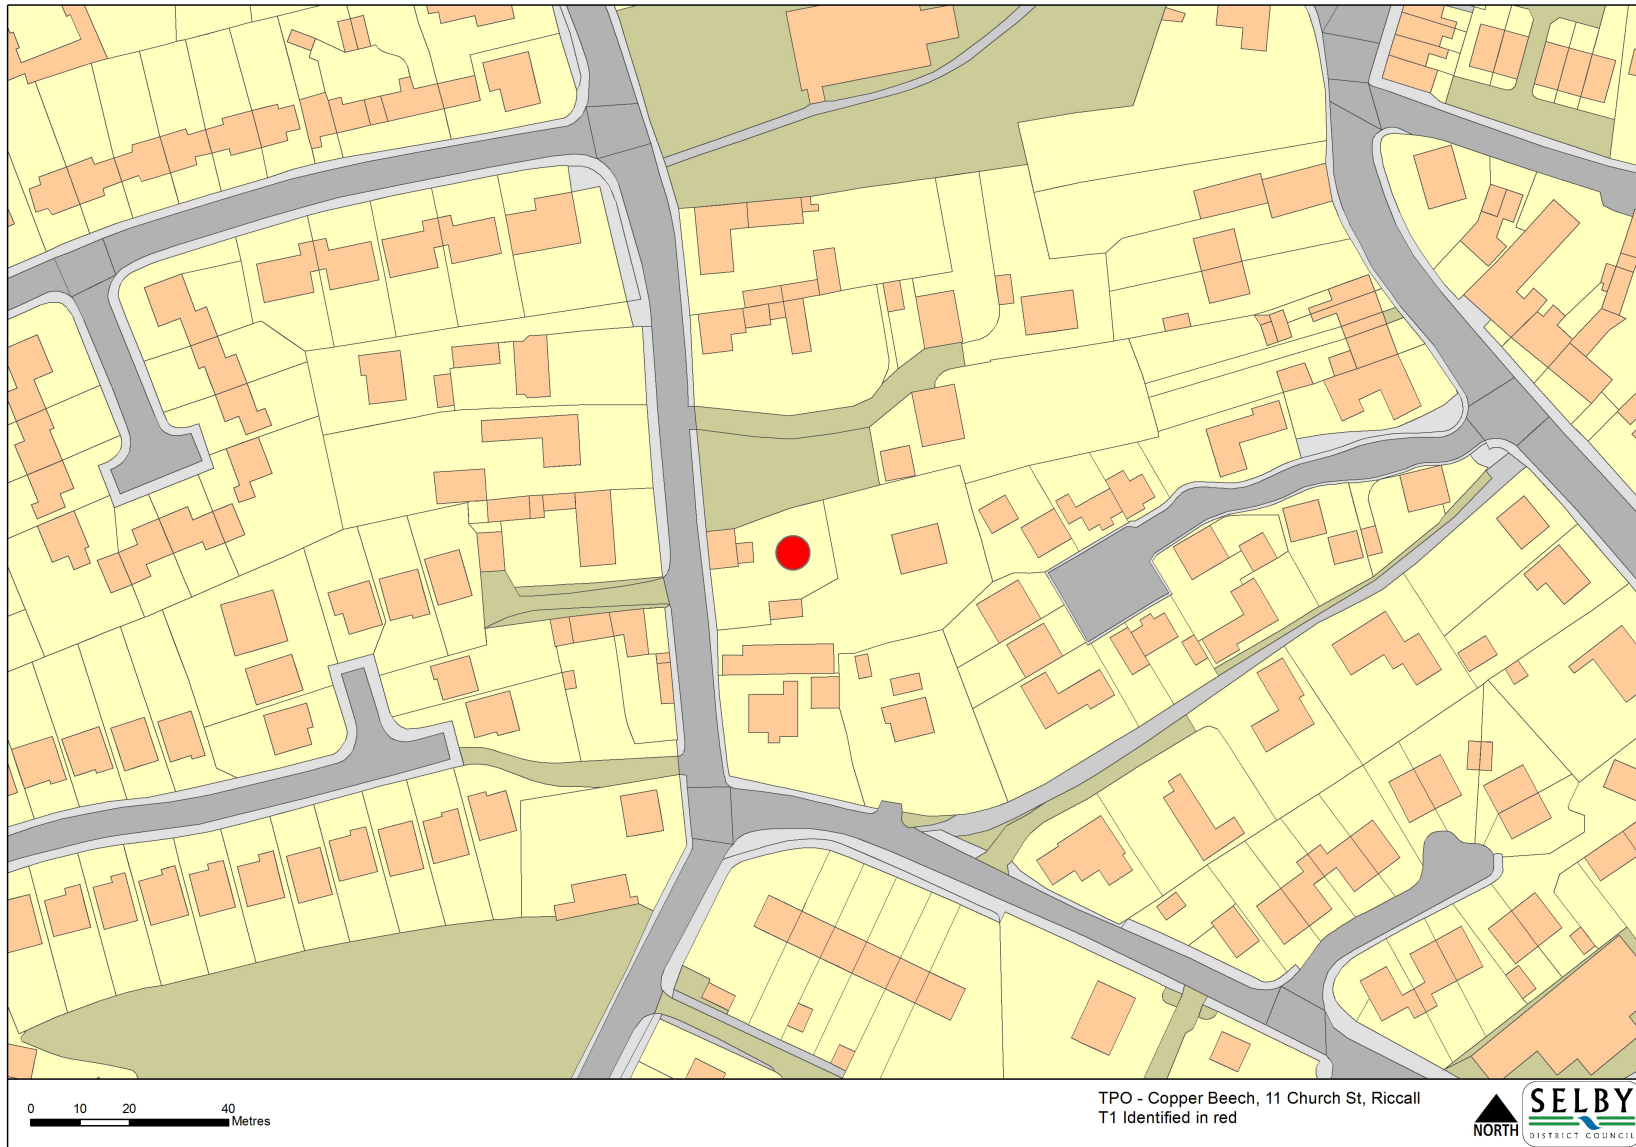 0 10 20 40
Metres
TPO - Copper Beech, 11 Church St, Riccall
T1 Identified in red
NORTH
SELBY
DISTRICT COUNCIL